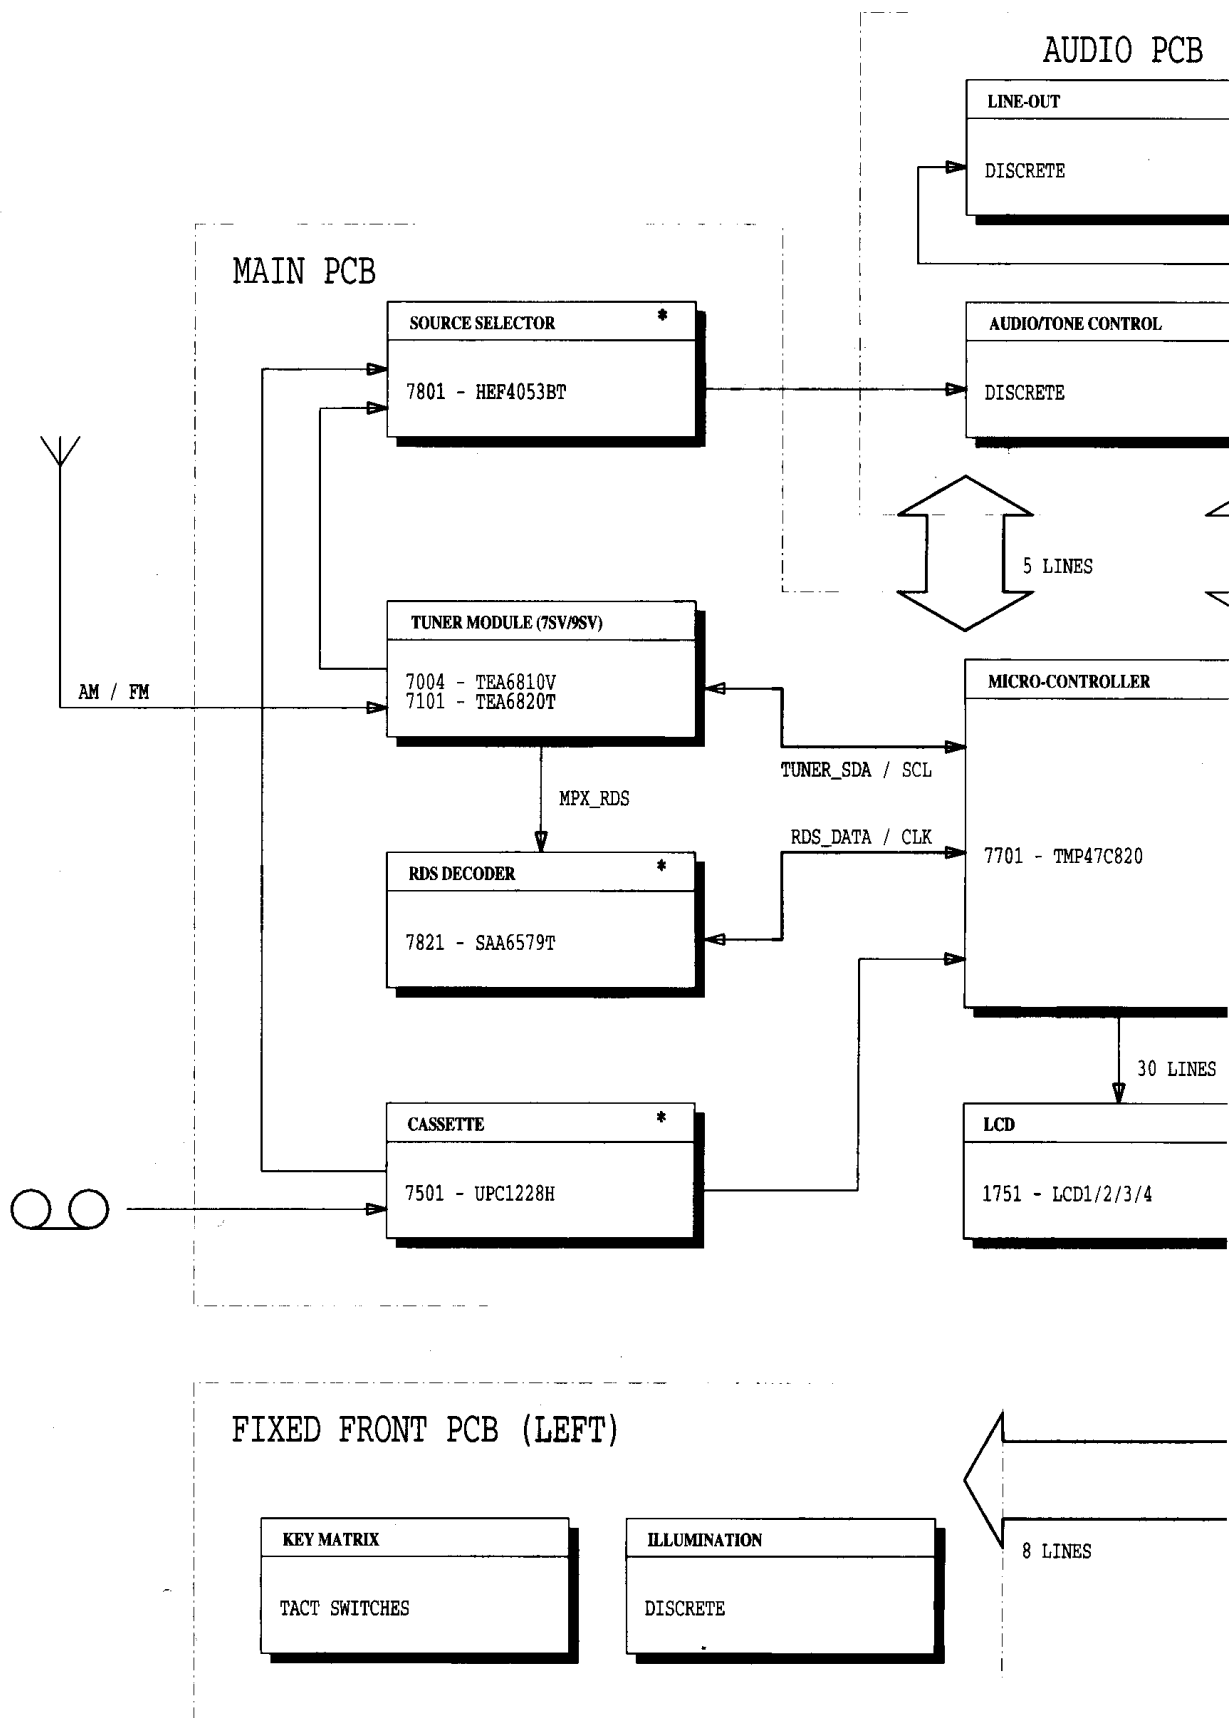 AUDIO PCB
LINE-OUT
DISCRETE
MAIN PCB
SOURCE SELECTOR *
7801 - HEF4053BT
AUDIO/TONE CONTROL
DISCRETE
5 LINES
TUNER MODULE (7SV/9SV)
7004 - TEA6810V
7101 - TEA6820T
AM / FM
MICRO-CONTROLLER
TUNER_SDA / SCL
MPX_RDS
RDS_DATA / CLK
7701 - TMP47C820
RDS DECODER *
7821 - SAA6579T
30 LINES
CASSETTE *
7501 - UPC1228H
LCD
1751 - LCD1/2/3/4
FIXED FRONT PCB (LEFT)
KEY MATRIX
TACT SWITCHES
ILLUMINATION
DISCRETE
8 LINES